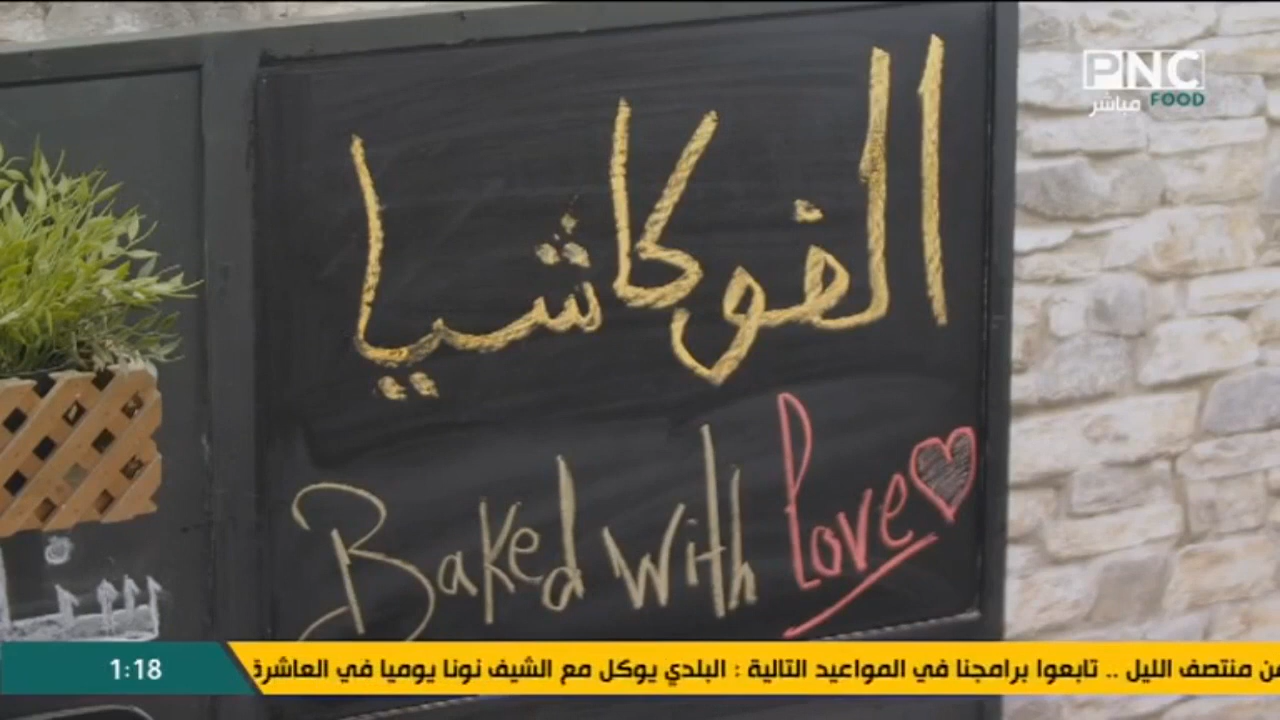 PNC
FOOD مباشر
الفوكاشيا
Baked with love
1:18
منتصف الليل .. تابعوا برامجنا في المواعيد التالية : البلدي يوكل مع الشيف نونا يوميا في العاشرة